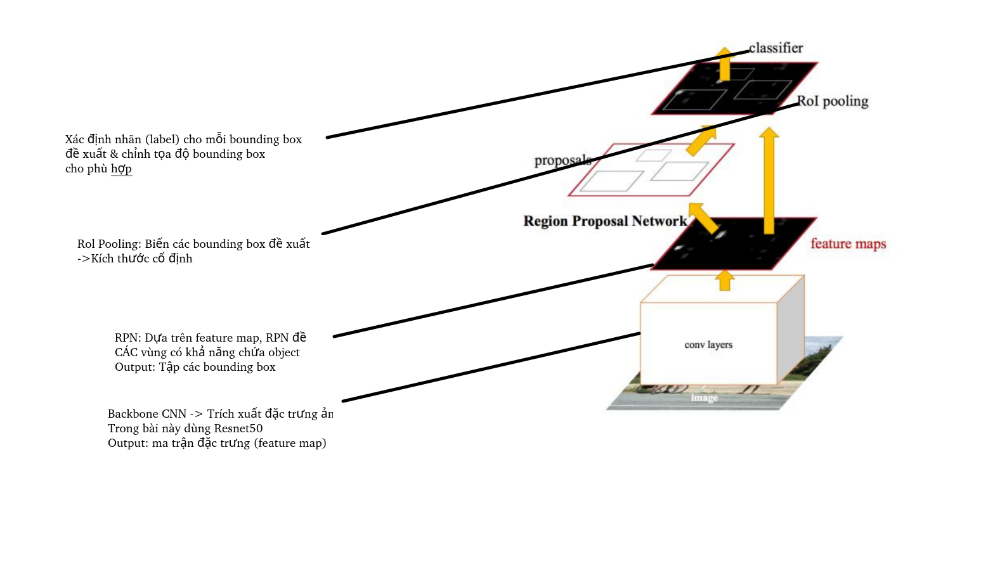 classifier
RoI pooling
Xác định nhãn (label) cho mỗi bounding box
đề xuất & chỉnh tọa độ bounding box
cho phù hợp
proposals
Region Proposal Network
feature maps
Rol Pooling: Biến các bounding box đề xuất
->Kích thước cố định
RPN: Dựa trên feature map, RPN đề
CÁC vùng có khả năng chứa object
Output: Tập các bounding box
conv layers
image
Backbone CNN -> Trích xuất đặc trưng ản
Trong bài này dùng Resnet50
Output: ma trận đặc trưng (feature map)